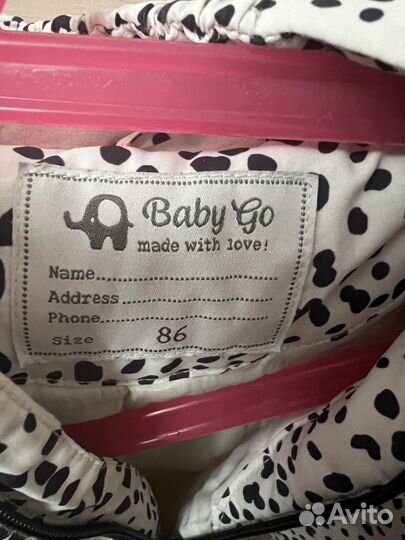 Baby Go
made with love!
Name
Address
Phone
Size 86
Avito